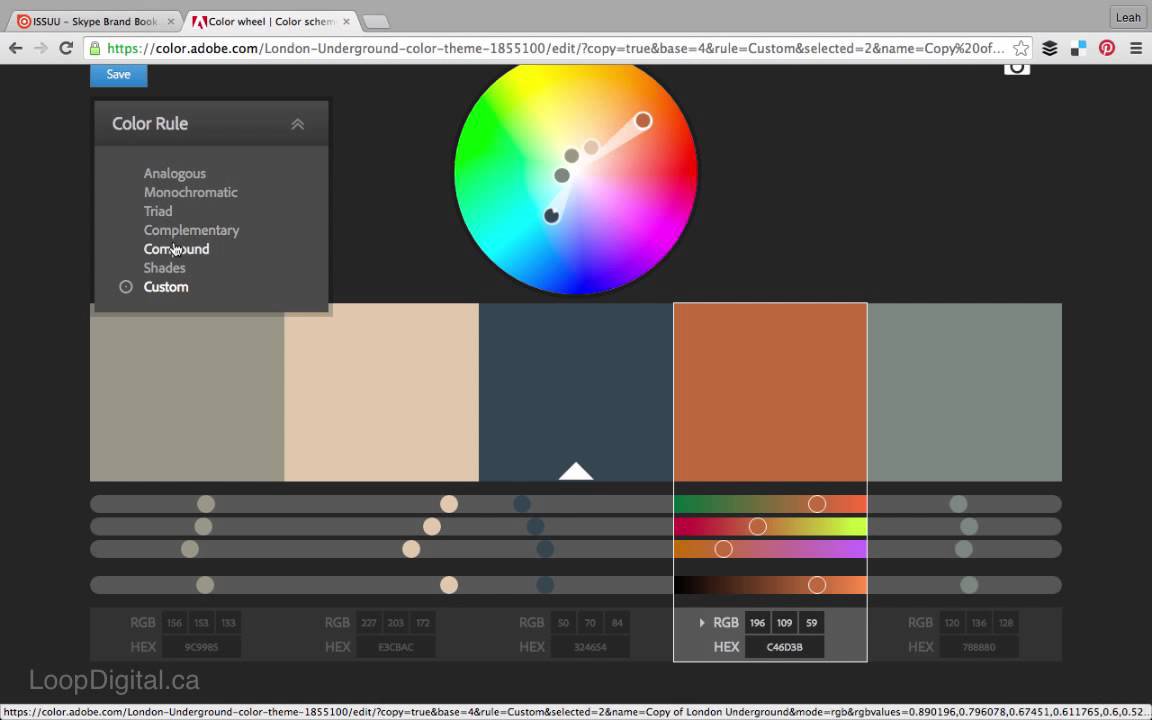 ISSUU - Skype Brand Book
Color wheel | Color schem
Leah
https://color.adobe.com/London-Underground-color-theme-1855100/edit/?copy=true&base=4&rule=Custom&selected=2&name=Copy%20of...
Save
Color Rule
Analogous
Monochromatic
Triad
Complementary
Compound
Shades
Custom
RGB 156 153 133
HEX 9C9985
RGB 227 203 172
HEX E3CBAC
RGB 50 70 84
HEX 324654
RGB 196 109 59
HEX C46D3B
RGB 120 136 128
HEX 788880
LoopDigital.ca
https://color.adobe.com/London-Underground-color-theme-1855100/edit/?copy=true&base=4&rule=Custom&selected=2&name=Copy of London Underground&mode=rgb&rgbvalues=0.890196,0.796078,0.67451,0.611765,0.6,0.52...